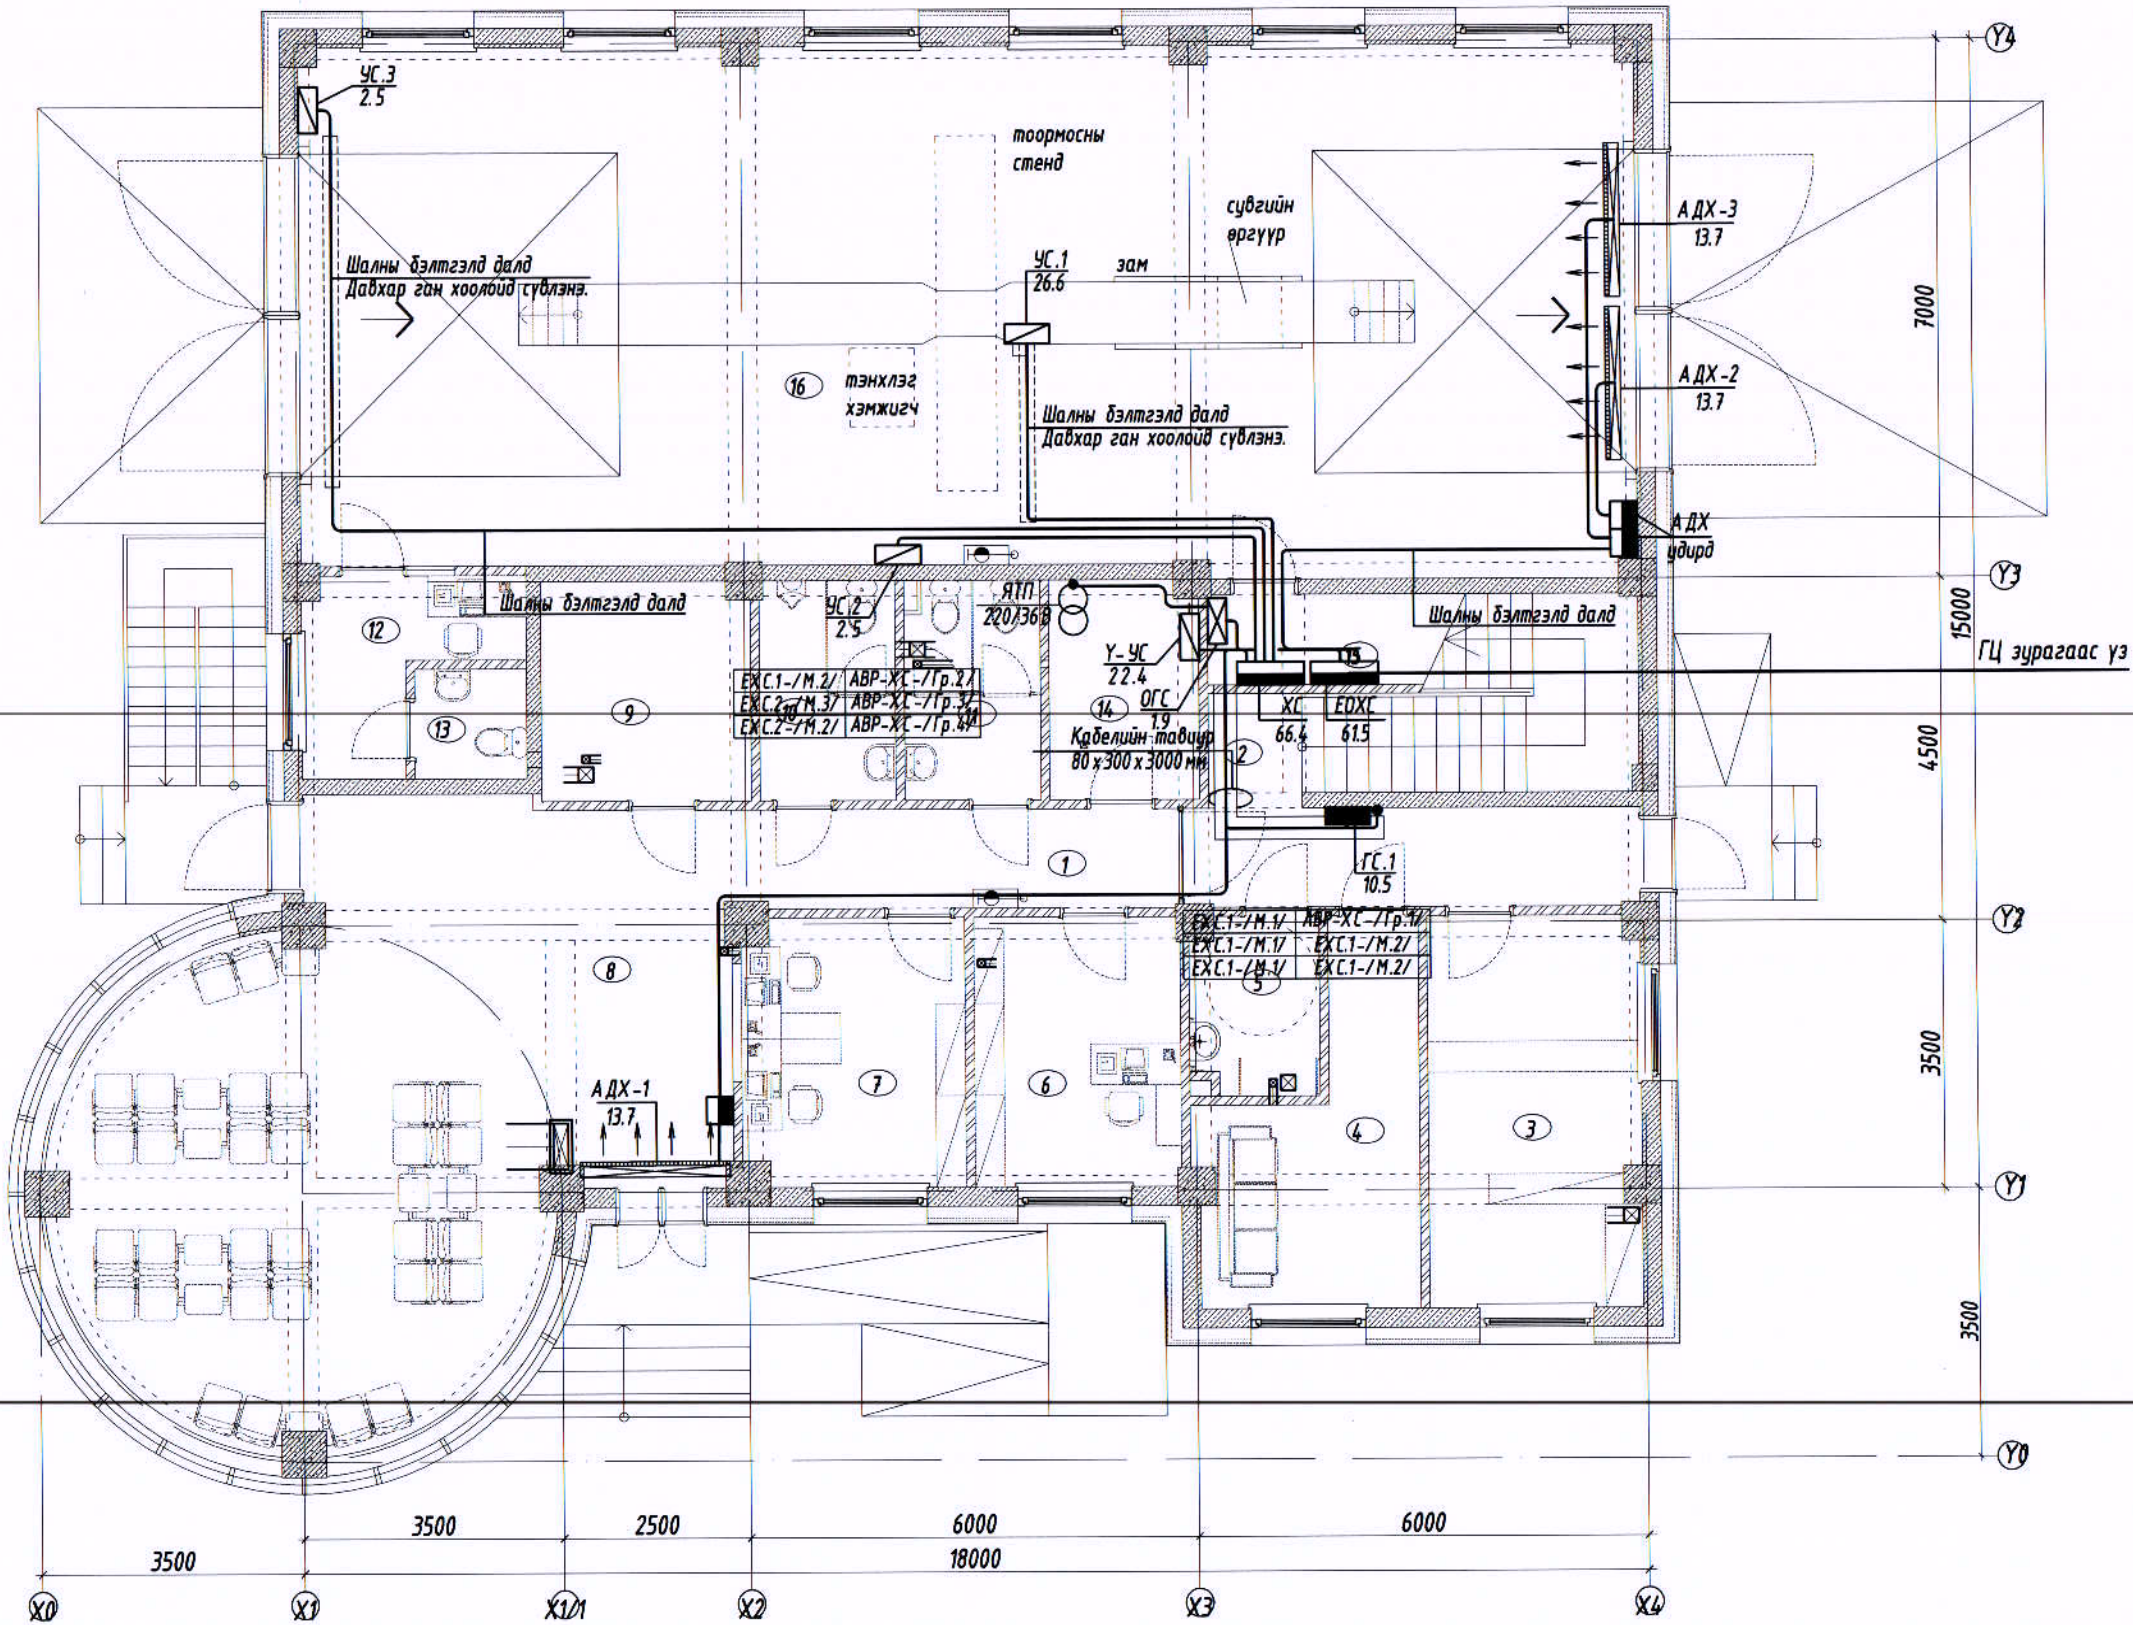 Y4
УС.3
2.5
тоормосны
стенд
сувгийн
өргүүр
АДХ-3
13.7
Шалны бэлтгэлд далд
Давхар ган хоолойд сүвлэнэ.
УС.1
26.6
зам
7000
16
тэнхлэг
хэмжигч
АДХ-2
13.7
Шалны бэлтгэлд далд
Давхар ган хоолойд сүвлэнэ.
АДХ
удирд
Y3
15000
12
Шалны бэлтгэлд далд
УС.2
2.5
ЯТП
220/36В
Шалны бэлтгэлд далд
Y-УС
22.4
15
ГЦ зурагаас үз
ОГС
1.9
ЕХС.1-/М.2/ АВР-ХС-/Гр.2/
ЕХС.2-/М.3/ АВР-ХС-/Гр.3/
ЕХС.2-/М.2/ АВР-ХС-/Гр.4/
13
9
10
11
14
ХС
66.4
ЕОХС
61.5
Кабелийн тавиур
80x300x3000 мм
2
4500
1
ГС.1
10.5
Y2
ЕХС.1-/М.1/ АВР-ХС-/Гр.1/
ЕХС.1-/М.1/ ЕХС.1-/М.2/
ЕХС.1-/М.1/ ЕХС.1-/М.2/
8
5
3500
АДХ-1
13.7
7
6
4
3
Y1
3500
Y0
3500
2500
6000
6000
3500
18000
X0
X1
X1/1
X2
X3
X4